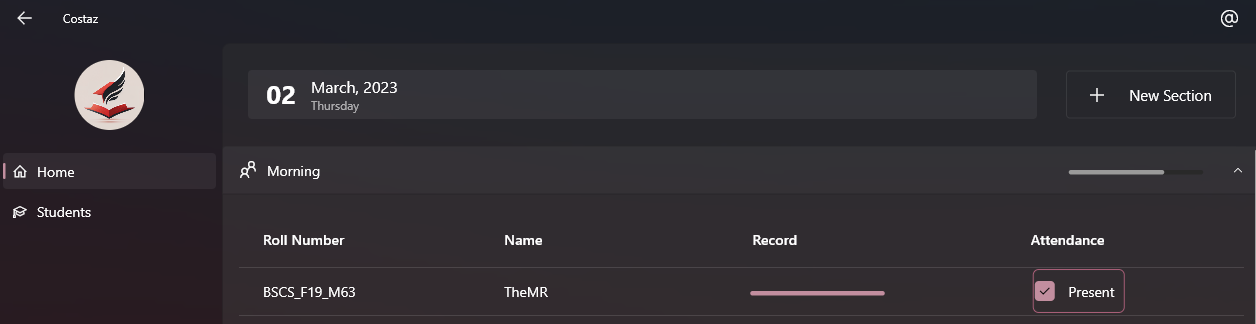 Costaz
@
02
March, 2023
Thursday
+ New Section
Home
Students
Morning
Roll Number Name Record Attendance
BSCS_F19_M63 TheMR Present